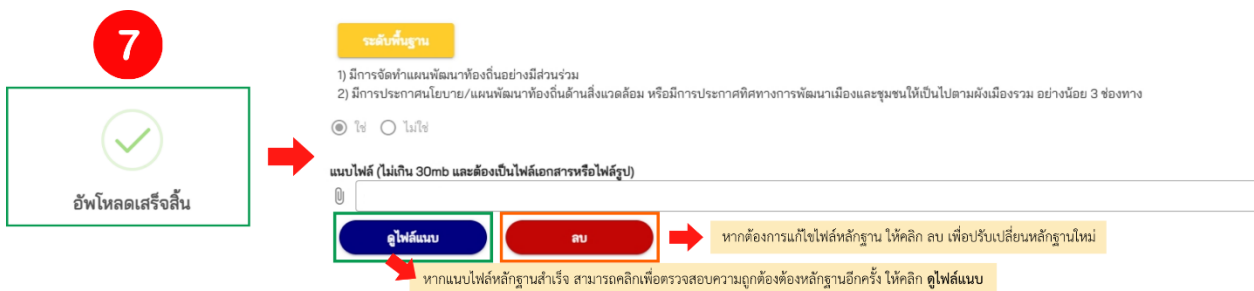 7
อัพโหลดเสร็จสิ้น
ระดับพื้นฐาน
1) มีการจัดทำแผนพัฒนาท้องถิ่นอย่างมีส่วนร่วม
2) มีการประกาศนโยบาย/แผนพัฒนาท้องถิ่นด้านสิ่งแวดล้อม หรือมีการประกาศทิศทางการพัฒนาเมืองและชุมชนให้เป็นไปตามผังเมืองรวม อย่างน้อย 3 ช่องทาง
ใช่ ไม่ใช่
แนบไฟล์ (ไม่เกิน 30mb และต้องเป็นไฟล์เอกสารหรือไฟล์รูป)
ดูไฟล์แนบ ลบ หากต้องการแก้ไขไฟล์หลักฐาน ให้คลิก ลบ เพื่อปรับเปลี่ยนหลักฐานใหม่
หากแนบไฟล์หลักฐานสำเร็จ สามารถคลิกเพื่อตรวจสอบความถูกต้องต้องหลักฐานอีกครั้ง ให้คลิก ดูไฟล์แนบ